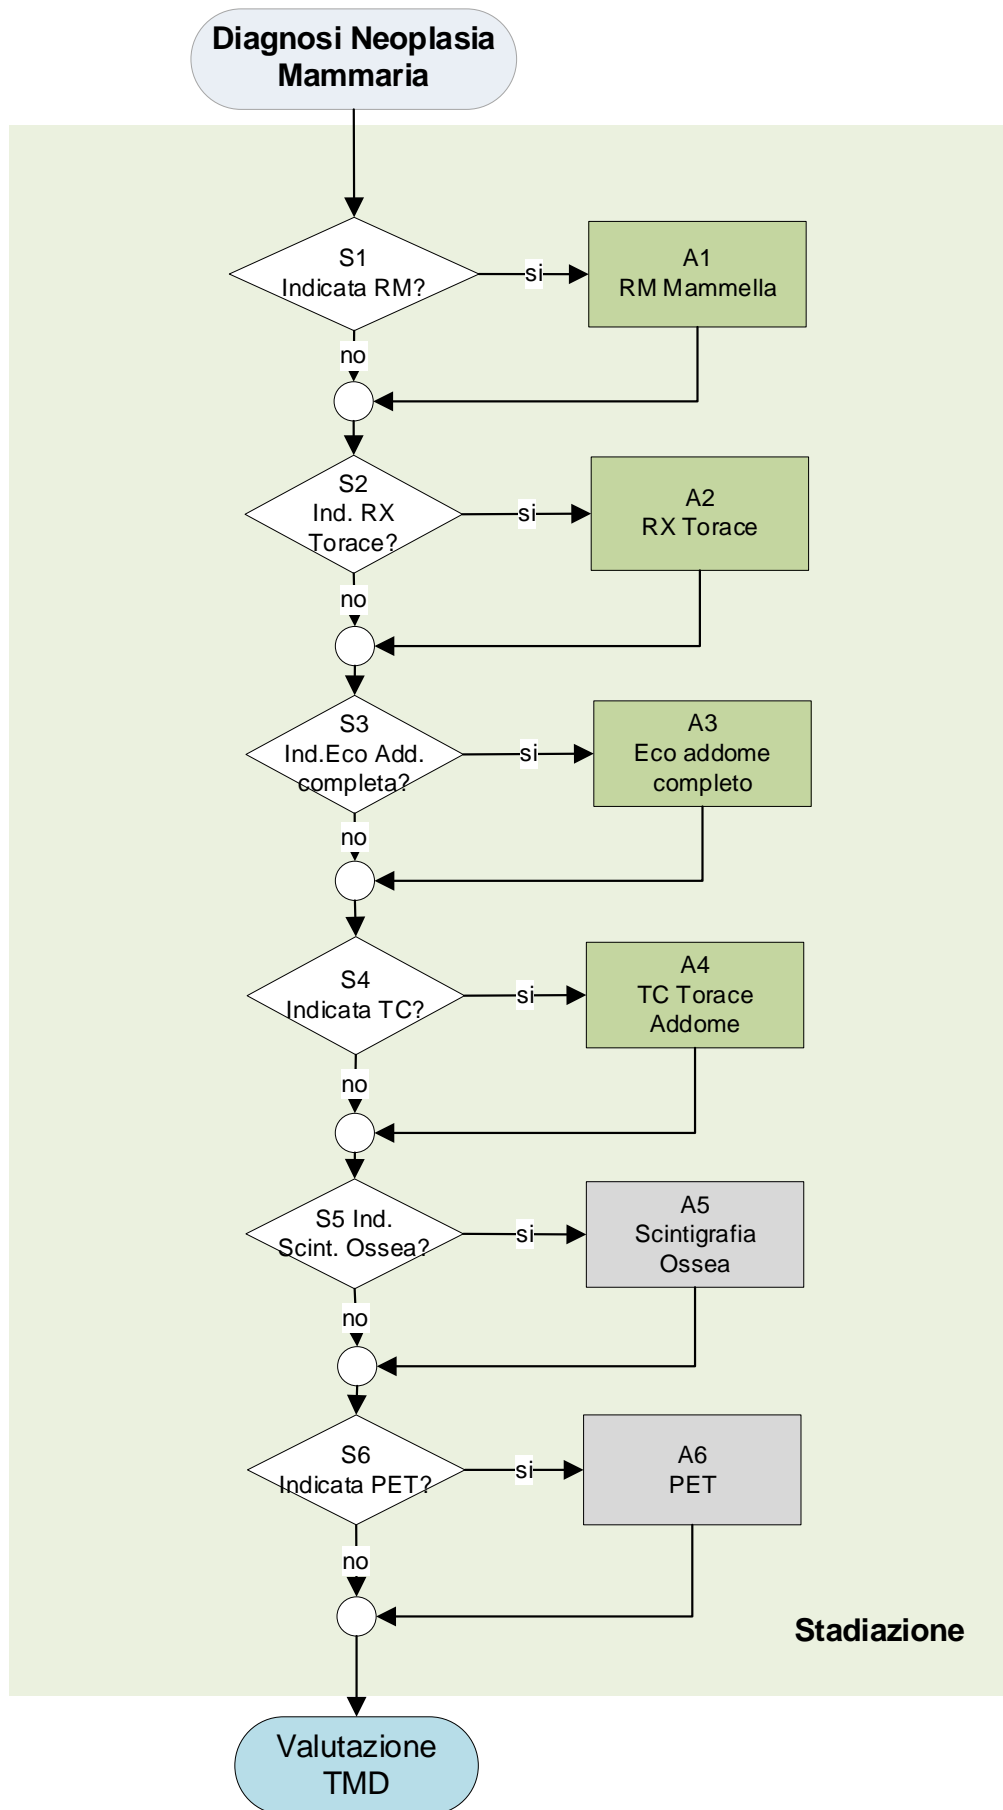 Diagnosi Neoplasia
Mammaria
S1
Indicata RM?
si
A1
RM Mammella
no
S2
Ind. RX
Torace?
si
A2
RX Torace
no
S3
Ind.Eco Add.
completa?
si
A3
Eco addome
completo
no
S4
Indicata TC?
si
A4
TC Torace
Addome
no
S5 Ind.
Scint. Ossea?
si
A5
Scintigrafia
Ossea
no
S6
Indicata PET?
si
A6
PET
no
Stadiazione
Valutazione
TMD